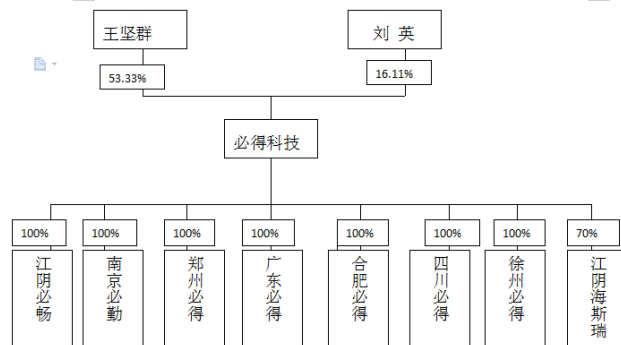 王坚群
刘 英
53.33%
16.11%
必得科技
100%
100%
100%
100%
100%
100%
100%
70%
江阴必畅
南京必勤
郑州必得
广东必得
合肥必得
四川必得
徐州必得
江阴海斯瑞